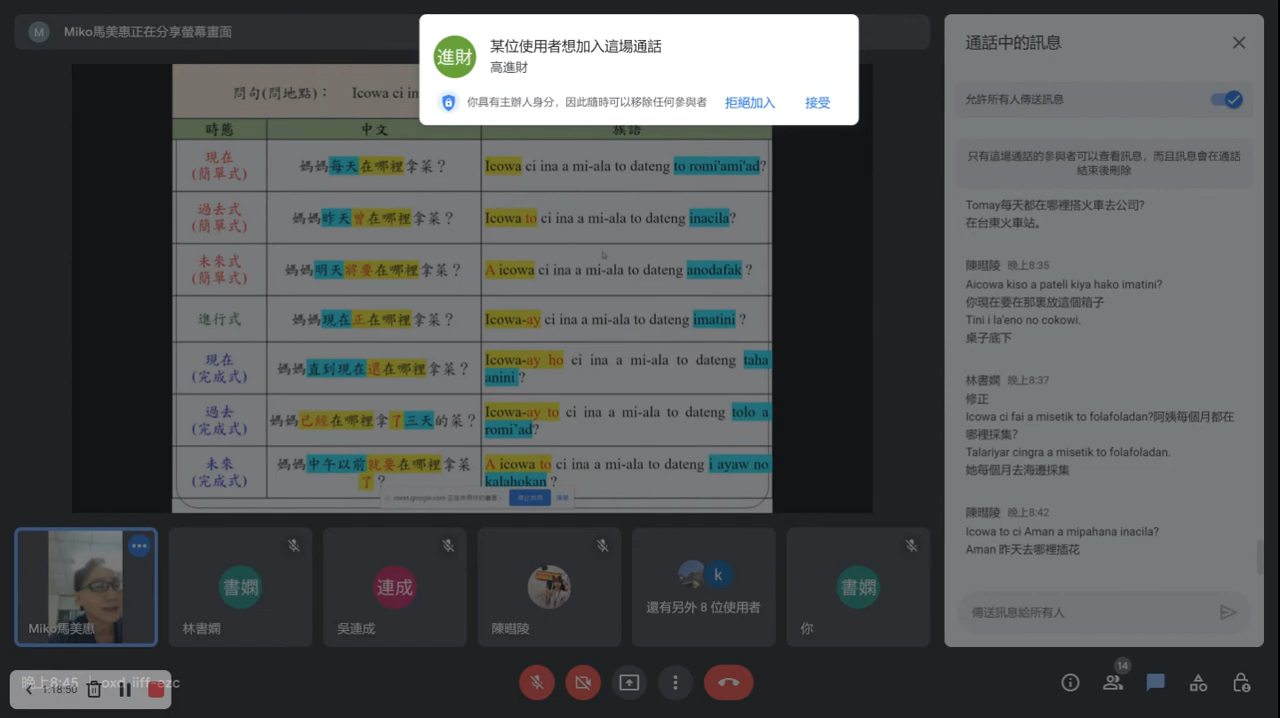 M Miko馬美惠正在分享螢幕畫面
進財
某位使用者想加入這場通話
高進財
你具有主辦人身分，因此隨時可以移除任何參與者
拒絕加入
接受
問句(問地點)： Icowa ci in
時態 中文 族語
現在
(簡單式)
媽媽每天在哪裡拿菜？
Icowa ci ina a mi-ala to dateng to romi'ami'ad?
過去式
(簡單式)
媽媽昨天曾在哪裡拿菜？
Icowa to ci ina a mi-ala to dateng inacila?
未來式
(簡單式)
媽媽明天將要在哪裡拿菜？
A icowa ci ina a mi-ala to dateng anodafak ?
進行式
媽媽現在正在哪裡拿菜？
Icowa-ay ci ina a mi-ala to dateng imatini ?
現在
(完成式)
媽媽直到現在還在哪裡拿菜？
Icowa-ay ho ci ina a mi-ala to dateng taha
anini ?
過去
(完成式)
媽媽已經在哪裡拿了三天的菜？
Icowa-ay to ci ina a mi-ala to dateng tolo a
romi'ad?
未來
(完成式)
媽媽中午以前就要在哪裡拿菜
了？
A icowa to ci ina a mi-ala to dateng i ayaw no
kalahokan ?
Miko馬美惠
書嫻
林書嫻
連成
吳連成
陳暟陵
k
還有另外 8 位使用者
書嫻
你
晚上8:45
1:18:50
14
通話中的訊息
允許所有人傳送訊息
只有這場通話的參與者可以查看訊息，而且訊息會在通話
結束後刪除
Tomay每天都在哪裡搭火車去公司?
在台東火車站。
陳暟陵 晚上8:35
Aicowa kiso a pateli kiya hako imatini?
你現在要在那裏放這個箱子
Tini i la'eno no cokowi.
桌子底下
林書嫻 晚上8:37
修正
Icowa ci fai a misetik to folafoladan?阿姨每個月都在
哪裡採集?
Talariyar cingra a misetik to folafoladan.
她每個月去海邊採集
陳暟陵 晚上8:42
Icowa to ci Aman a mipahana inacila?
Aman 昨天去哪裡插花
傳送訊息給所有人